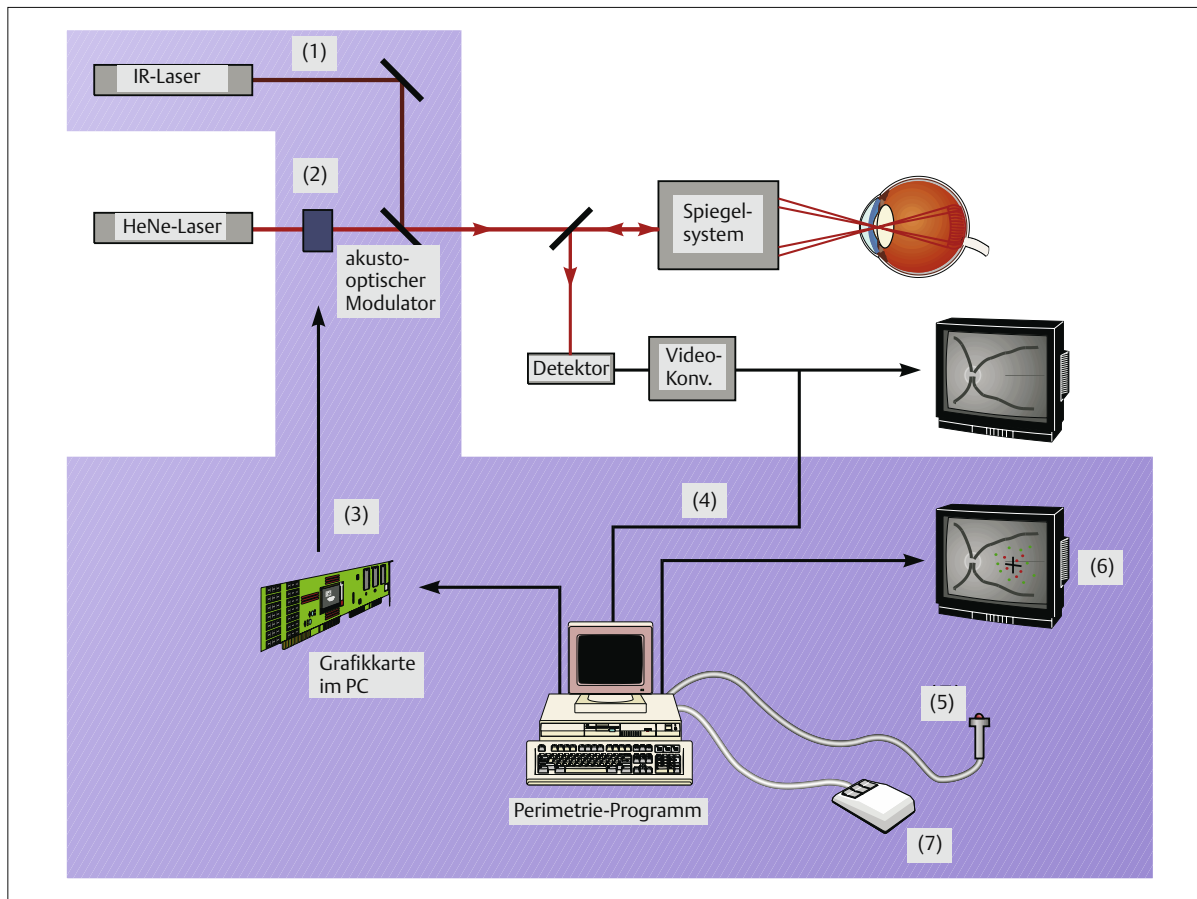 (1)
IR-Laser
(2)
HeNe-Laser
akusto-
optischer
Modulator
Spiegel-
system
Detektor
Video-
Konv.
(3)
(4)
(6)
Grafikkarte
im PC
(5)
Perimetrie-Programm
(7)